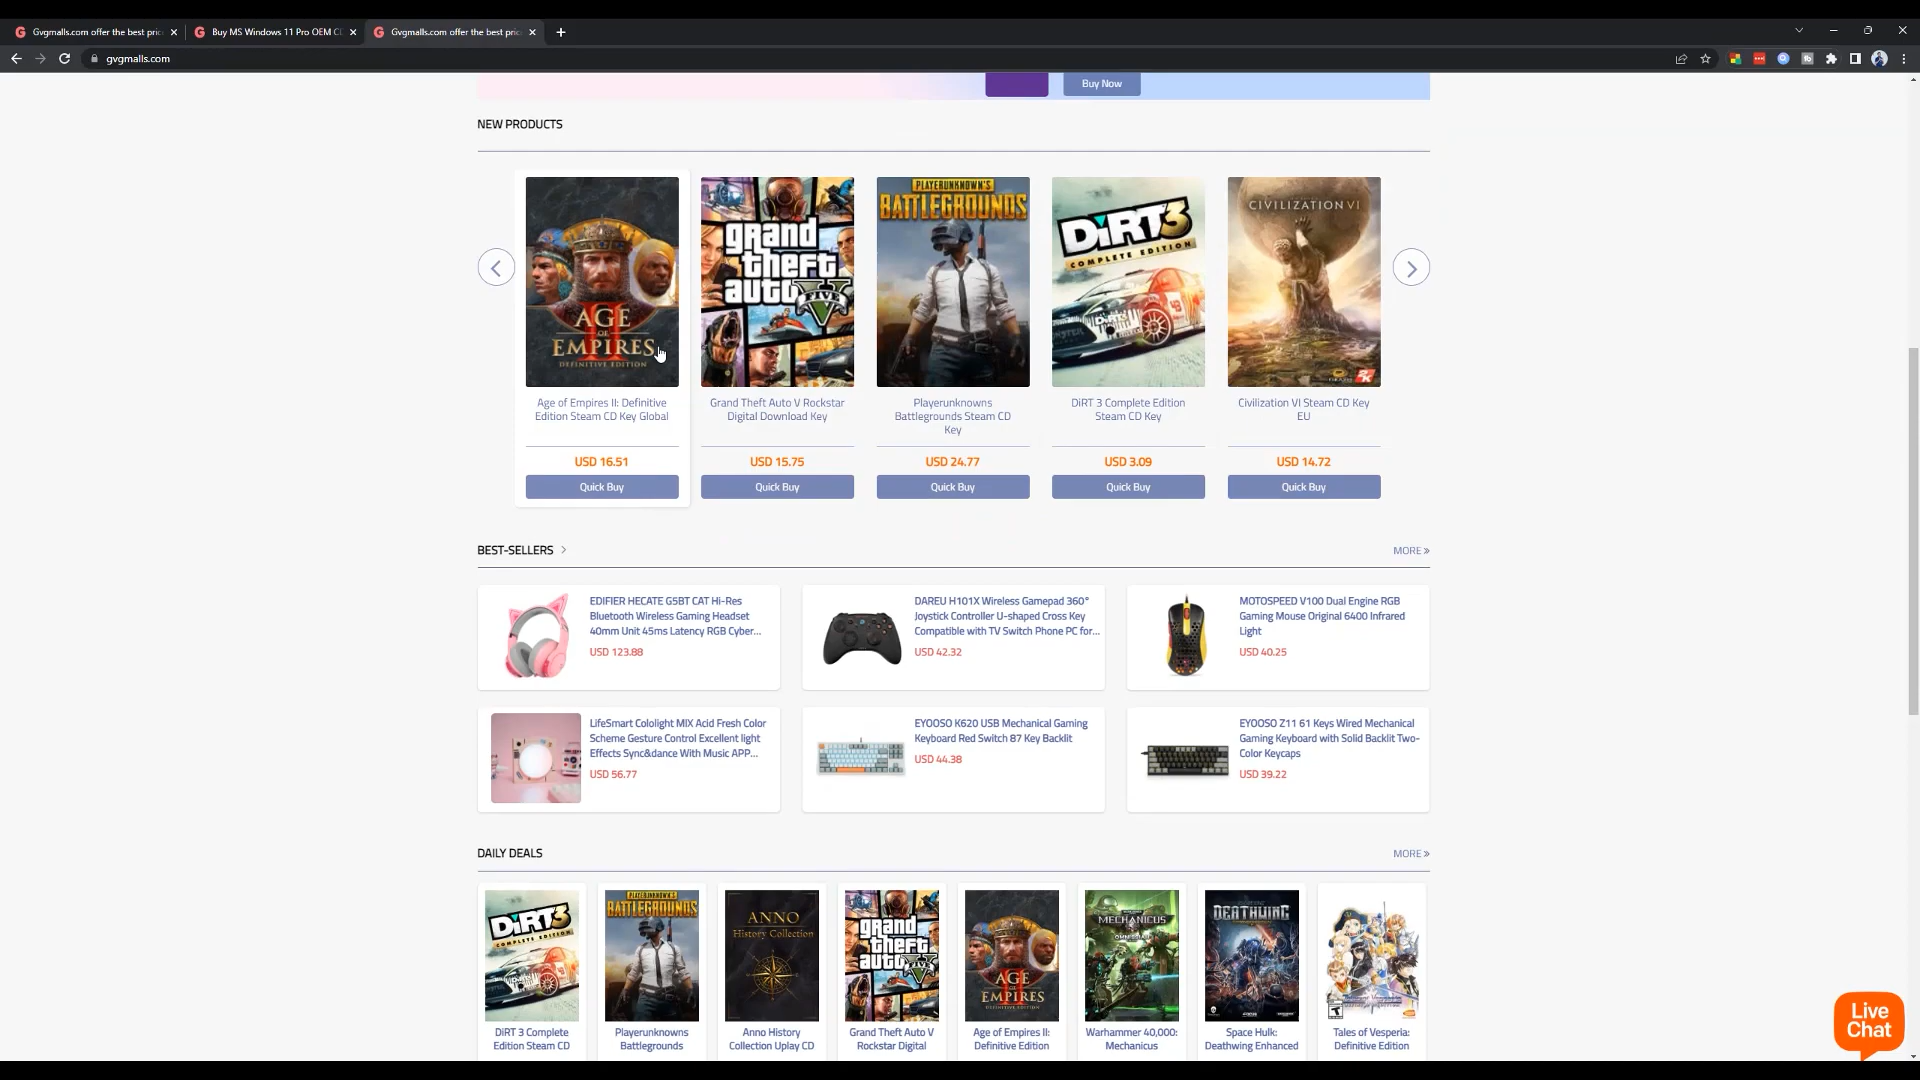 Gvgmalls.com offer the best pric
Buy MS Windows 11 Pro OEM CD
Gvgmalls.com offer the best pric
gvgmalls.com
Buy Now
NEW PRODUCTS
AGE OF EMPIRES II
DEFINITIVE EDITION
grand theft auto V
FIVE
PLAYERUNKNOWN'S
BATTLEGROUNDS
DiRT3
COMPLETE EDITION
CIVILIZATION VI
2K
Age of Empires II: Definitive
Edition Steam CD Key Global
Grand Theft Auto V Rockstar
Digital Download Key
Playerunknowns
Battlegrounds Steam CD
Key
DiRT 3 Complete Edition
Steam CD Key
Civilization VI Steam CD Key
EU
USD 16.51
USD 15.75
USD 24.77
USD 3.09
USD 14.72
Quick Buy
Quick Buy
Quick Buy
Quick Buy
Quick Buy
BEST-SELLERS >
MORE »
EDIFIER HECATE G5BT CAT Hi-Res
Bluetooth Wireless Gaming Headset
40mm Unit 45ms Latency RGB Cyber...
USD 123.88
DAREU H101X Wireless Gamepad 360°
Joystick Controller U-shaped Cross Key
Compatible with TV Switch Phone PC for...
USD 42.32
MOTOSPEED V100 Dual Engine RGB
Gaming Mouse Original 6400 Infrared
Light
USD 40.25
LifeSmart Cololight MIX Acid Fresh Color
Scheme Gesture Control Excellent light
Effects Sync&dance With Music APP...
USD 56.77
EYOOSO K620 USB Mechanical Gaming
Keyboard Red Switch 87 Key Backlit
USD 44.38
EYOOSO Z11 61 Keys Wired Mechanical
Gaming Keyboard with Solid Backlit Two-
Color Keycaps
USD 39.22
DAILY DEALS
MORE »
DiRT3
COMPLETE EDITION
PLAYERUNKNOWN'S
BATTLEGROUNDS
ANNO
History Collection
grand theft auto V
FIVE
AGE OF EMPIRES II
DEFINITIVE EDITION
MECHANICUS
DEATHWING
DiRT 3 Complete
Edition Steam CD
Playerunknowns
Battlegrounds
Anno History
Collection Uplay CD
Grand Theft Auto V
Rockstar Digital
Age of Empires II:
Definitive Edition
Warhammer 40,000:
Mechanicus
Space Hulk:
Deathwing Enhanced
Tales of Vesperia:
Definitive Edition
Live
Chat